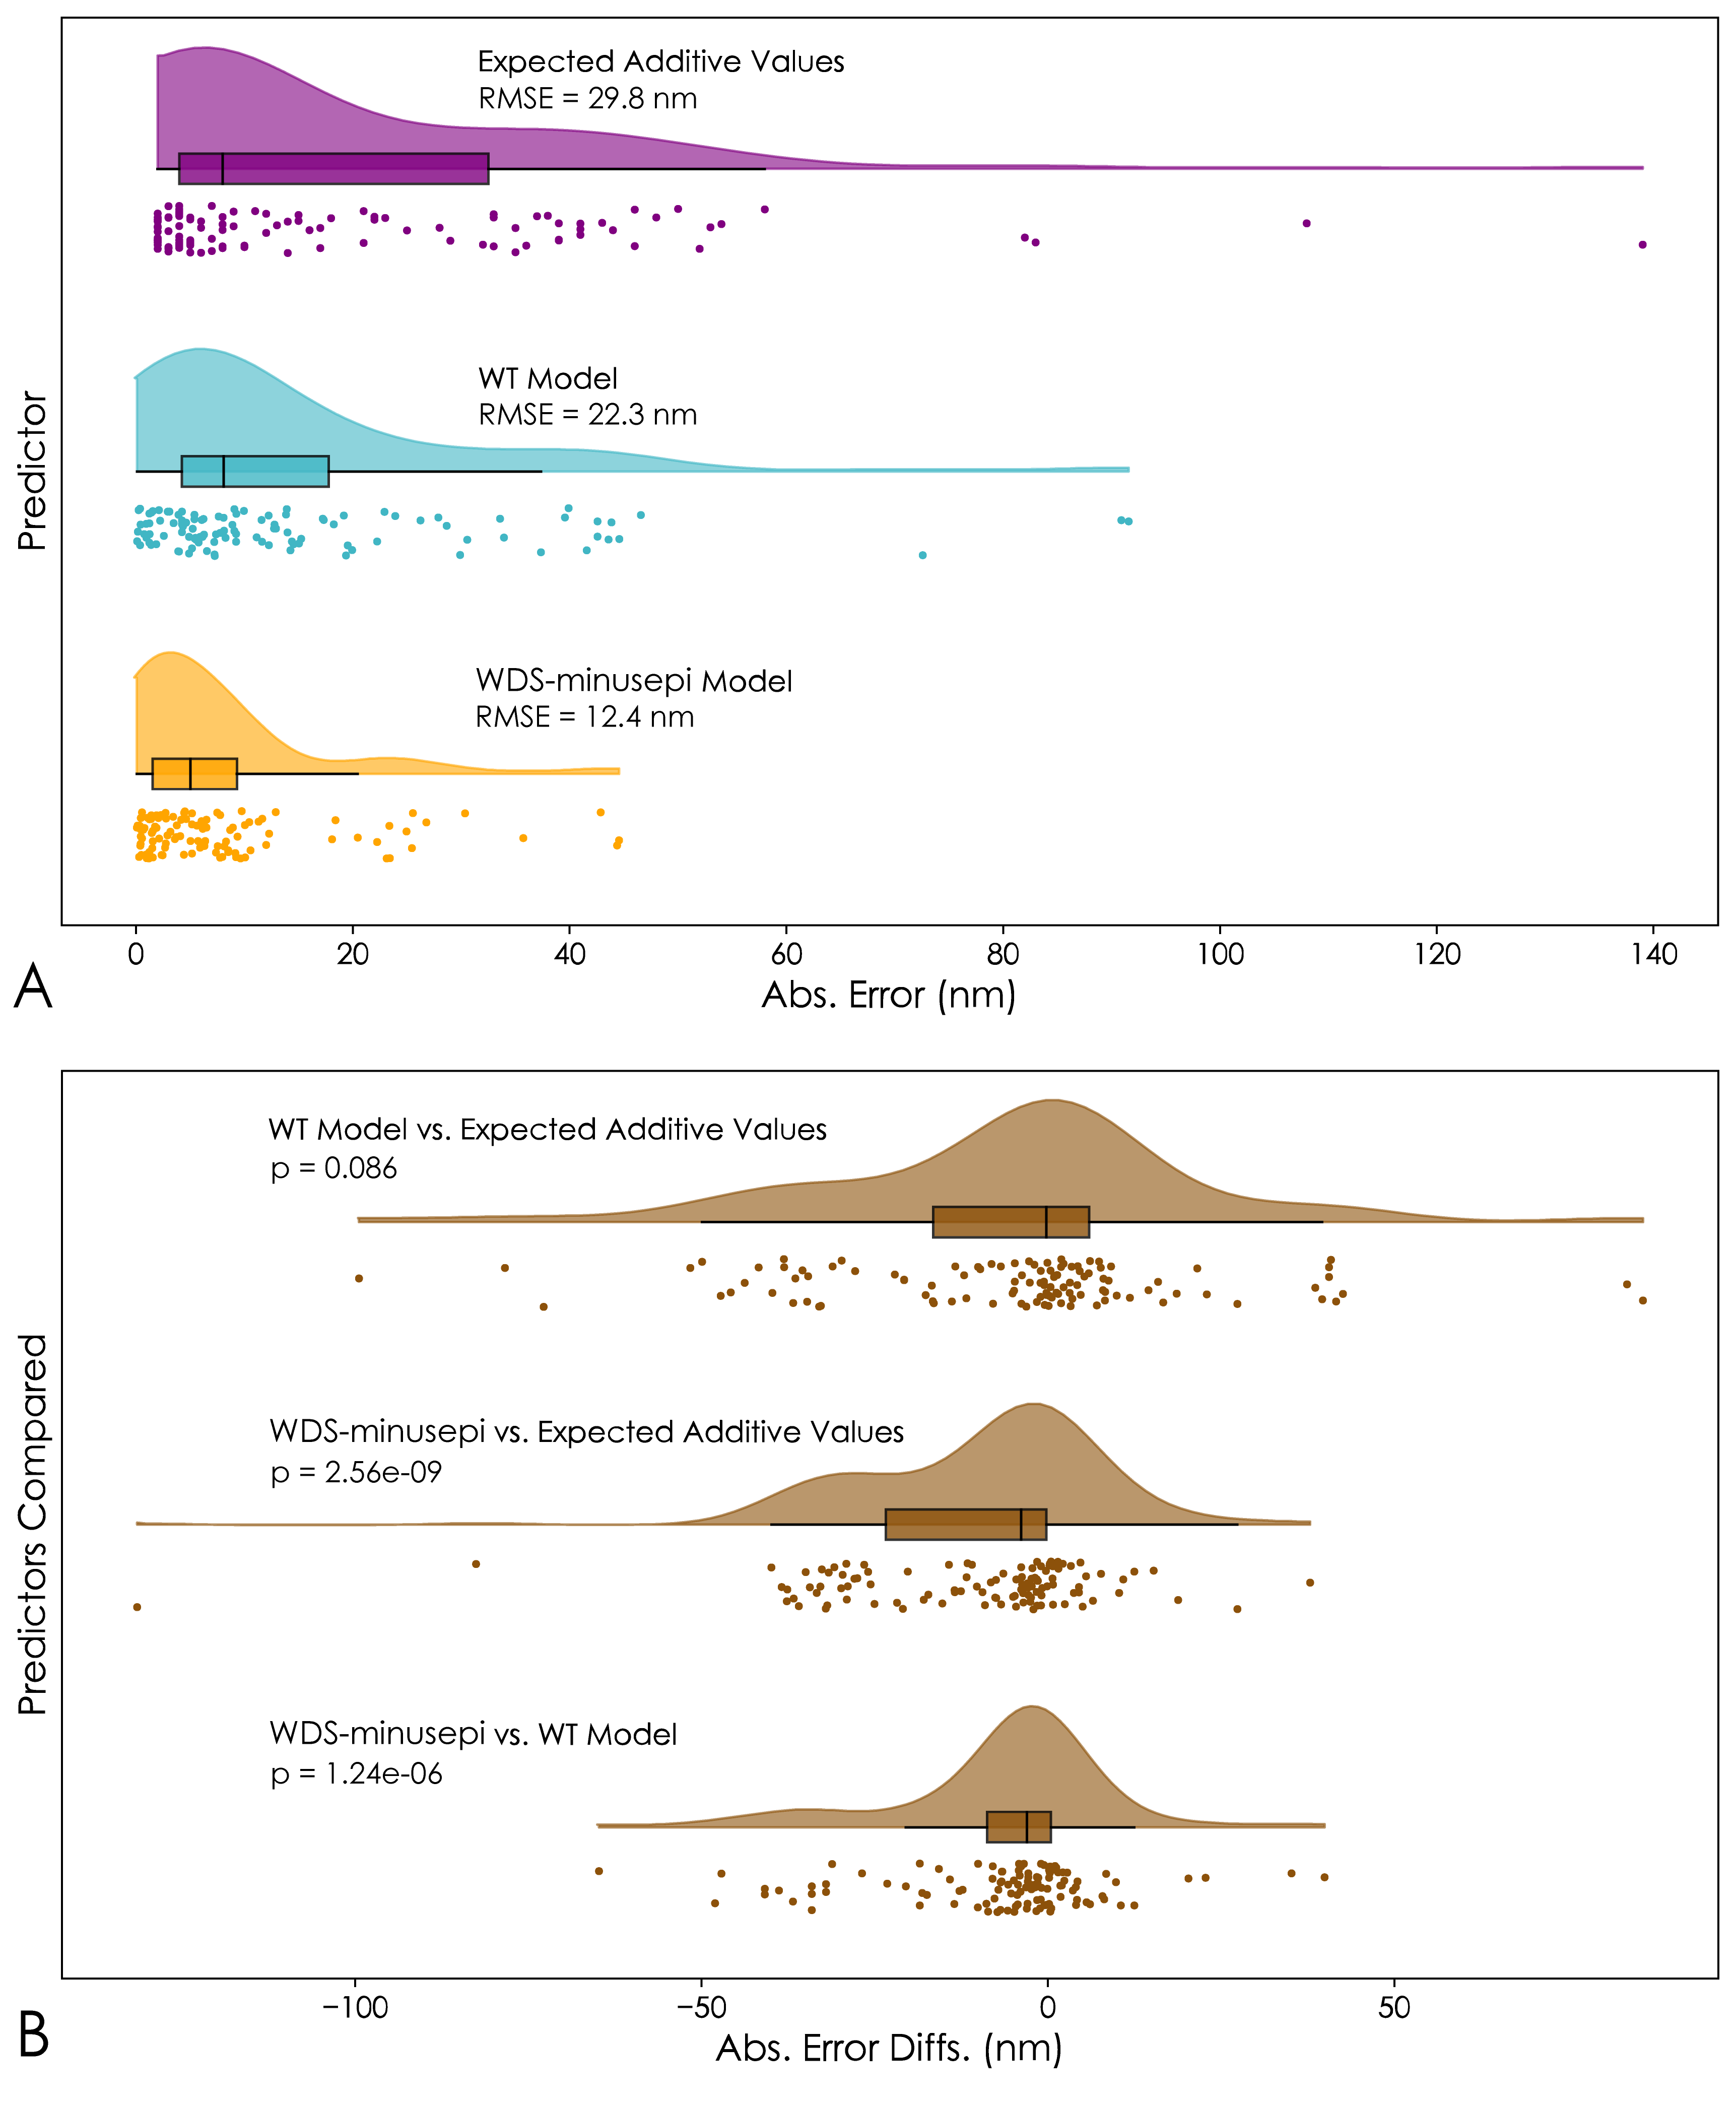 Expected Additive Values
RMSE = 29.8 nm
WT Model
RMSE = 22.3 nm
WDS-minusepi Model
RMSE = 12.4 nm
Predictor
0 20 40 60 80 100 120 140
Abs. Error (nm)
A
WT Model vs. Expected Additive Values
p = 0.086
WDS-minusepi vs. Expected Additive Values
p = 2.56e-09
WDS-minusepi vs. WT Model
p = 1.24e-06
Predictors Compared
−100 −50 0 50
Abs. Error Diffs. (nm)
B